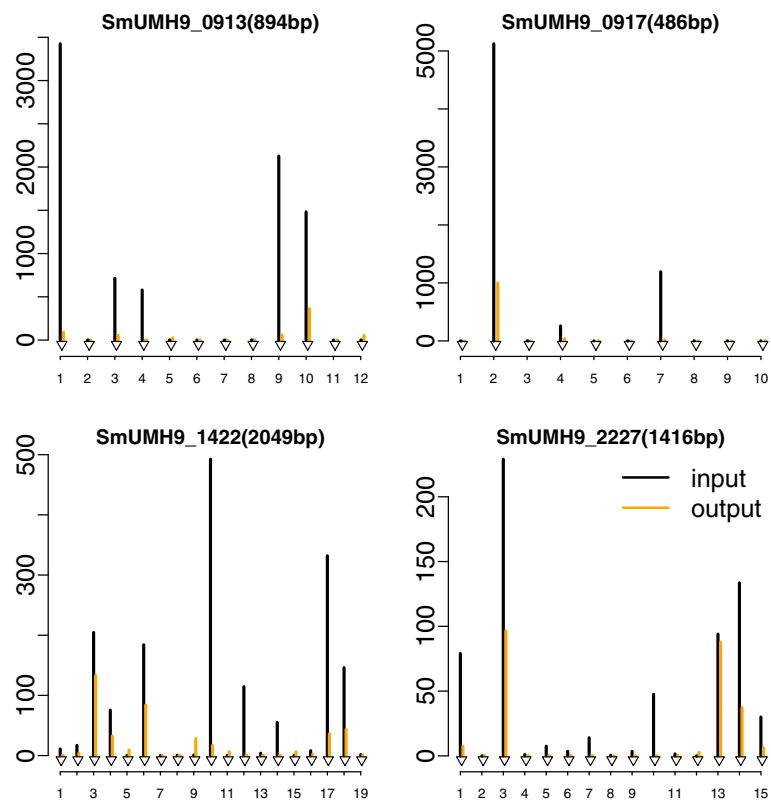 SmUMH9_0913(894bp)
3000
2000
1000
0
1 2 3 4 5 6 7 8 9 10 11 12
SmUMH9_0917(486bp)
5000
3000
1000
0
1 2 3 4 5 6 7 8 9 10
SmUMH9_1422(2049bp)
500
300
100
0
1 3 5 7 9 11 13 15 17 19
SmUMH9_2227(1416bp)
input
output
200
150
100
50
0
1 2 3 4 5 6 7 8 9 11 13 15